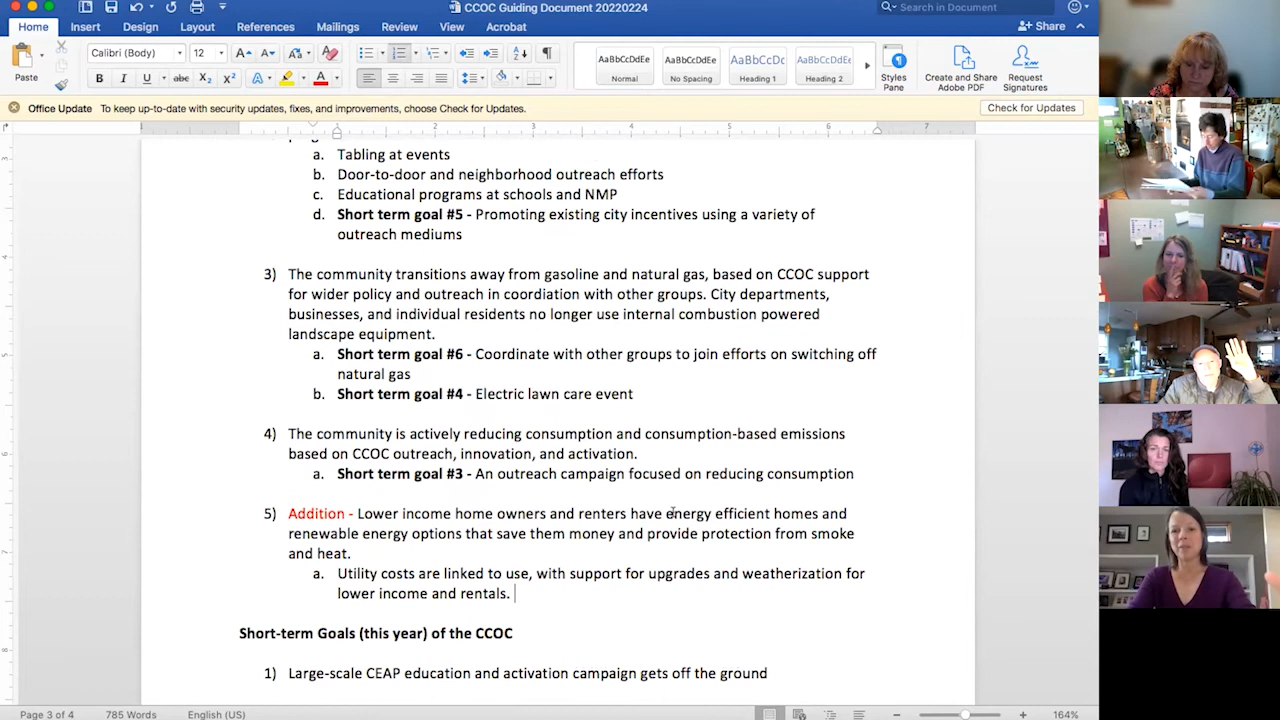 CCOC Guiding Document 20220224
Search in Document
Home Insert Design Layout References Mailings Review View Acrobat
Share
Paste
Calibri (Body) 12
AaBbCcDdEe AaBbCcDdEe AaBbCcDc AaBbCcDdEe
Normal No Spacing Heading 1 Heading 2
Styles Pane
Create and Share Adobe PDF
Request Signatures
Office Update To keep up-to-date with security updates, fixes, and improvements, choose Check for Updates.
Check for Updates
1 1 2 3 4 5 6 7
a. Tabling at events
b. Door-to-door and neighborhood outreach efforts
c. Educational programs at schools and NMP
d. Short term goal #5 - Promoting existing city incentives using a variety of
outreach mediums
3) The community transitions away from gasoline and natural gas, based on CCOC support
for wider policy and outreach in coordiation with other groups. City departments,
businesses, and individual residents no longer use internal combustion powered
landscape equipment.
a. Short term goal #6 - Coordinate with other groups to join efforts on switching off
natural gas
b. Short term goal #4 - Electric lawn care event
4) The community is actively reducing consumption and consumption-based emissions
based on CCOC outreach, innovation, and activation.
a. Short term goal #3 - An outreach campaign focused on reducing consumption
5) Addition - Lower income home owners and renters have energy efficient homes and
renewable energy options that save them money and provide protection from smoke
and heat.
a. Utility costs are linked to use, with support for upgrades and weatherization for
lower income and rentals.
Short-term Goals (this year) of the CCOC
1) Large-scale CEAP education and activation campaign gets off the ground
Page 3 of 4 785 Words English (US) 164%